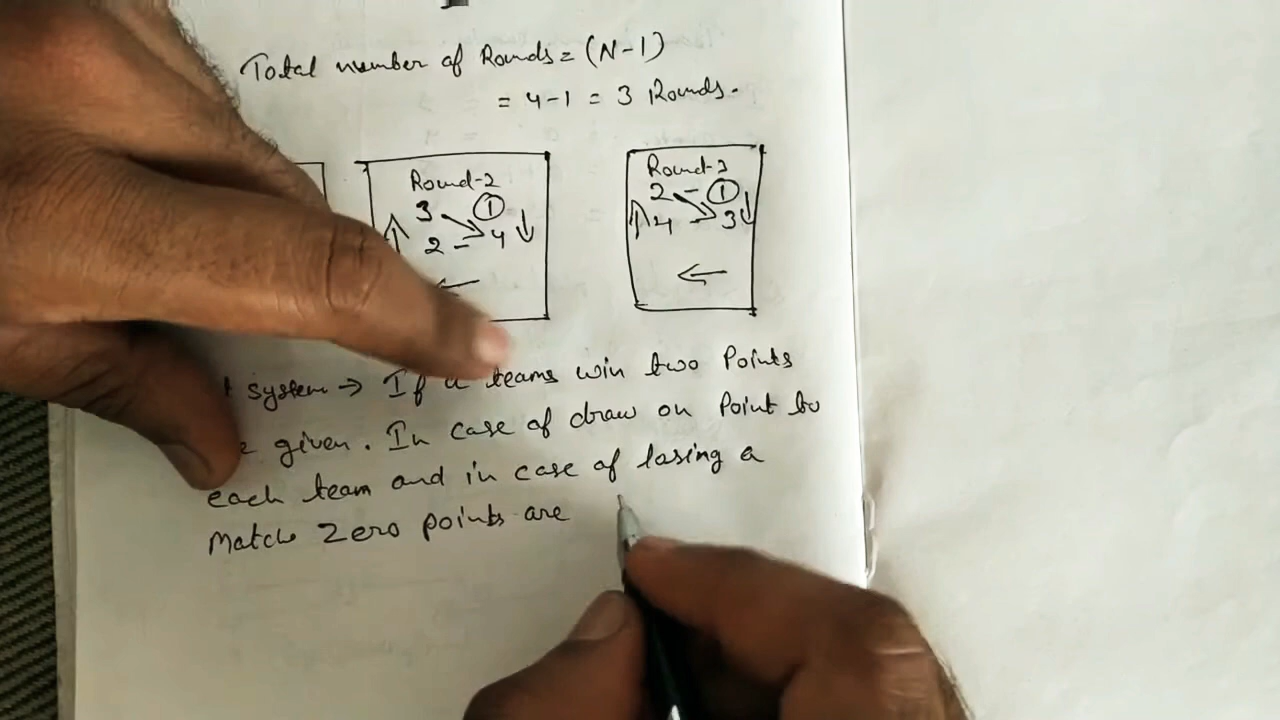 Total number of Rounds = (N-1)
= 4-1 = 3 Rounds.
Round-2
3 1
2 - 4
Round-3
2 - 1
4 - 3
system → If a teams win two Points
given. In case of draw on Point to
each team and in case of losing a
Match Zero points are